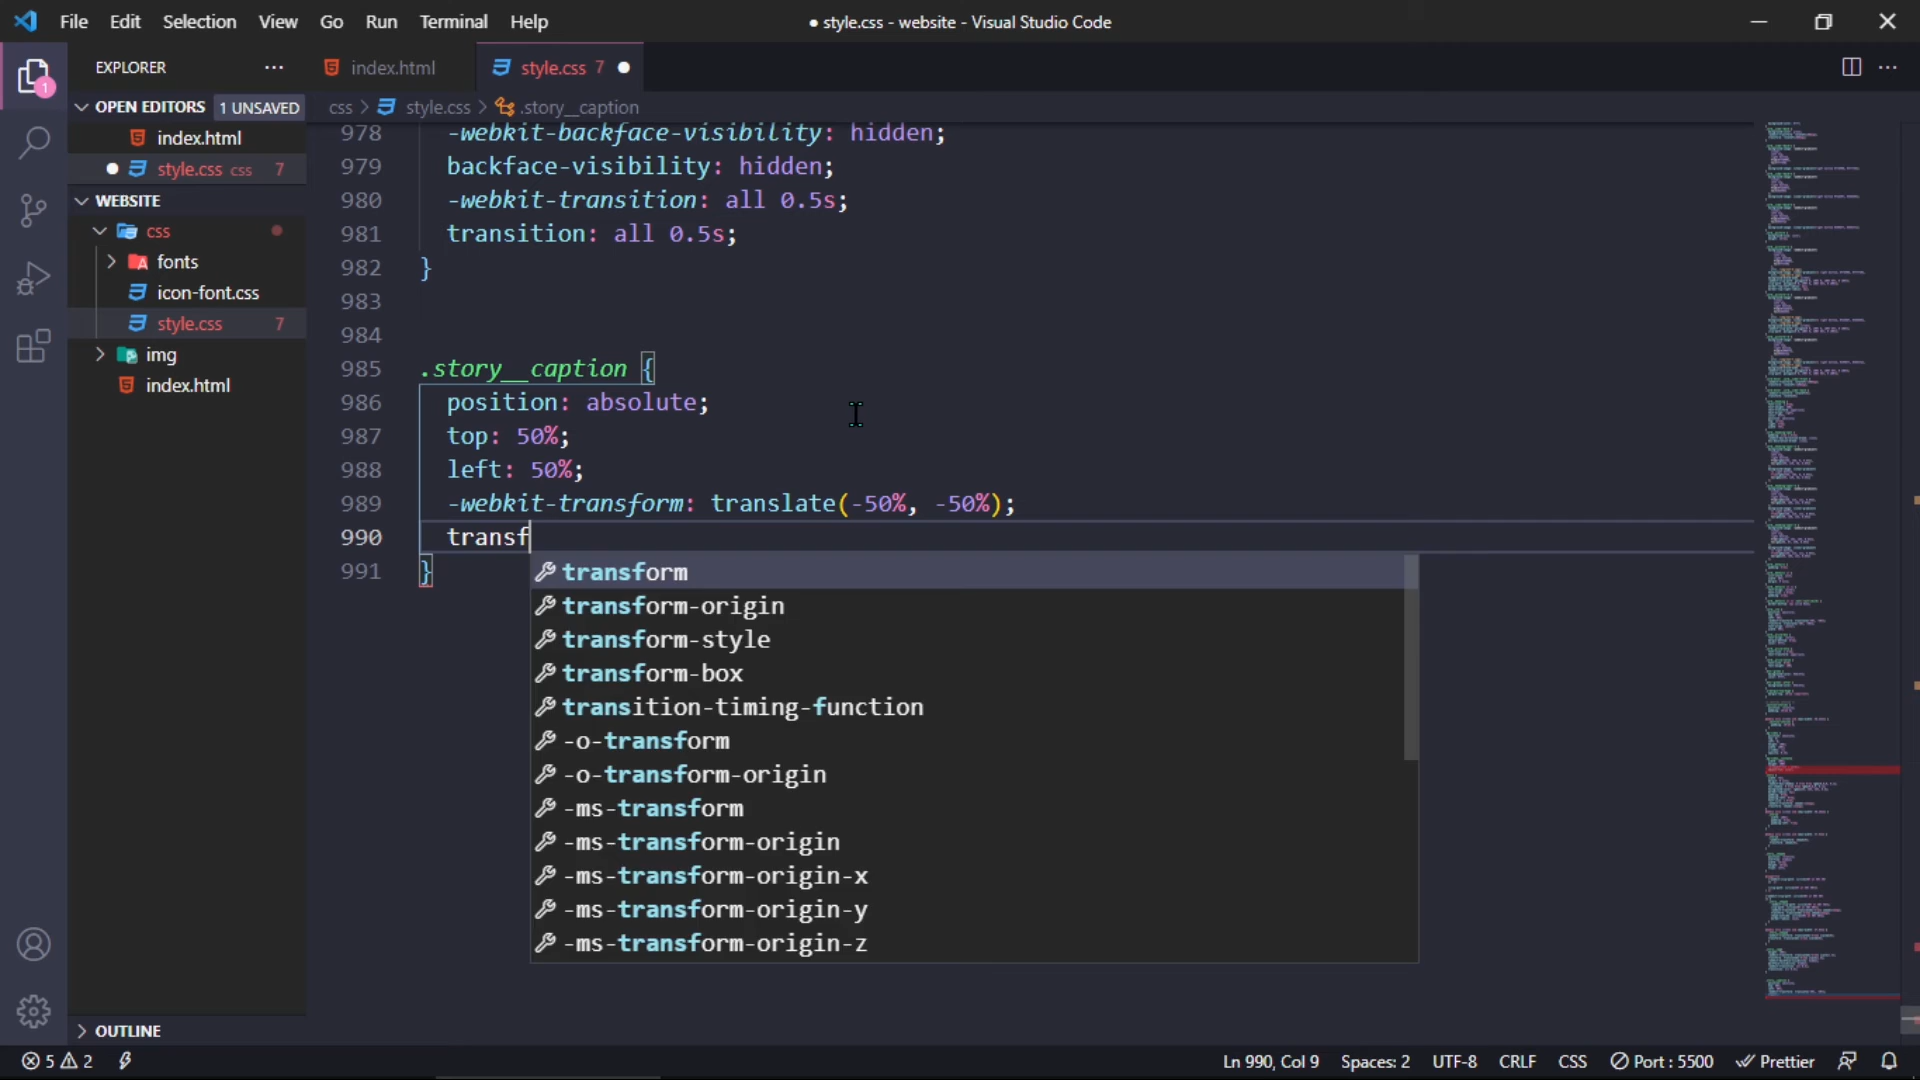 File Edit Selection View Go Run Terminal Help
● style.css - website - Visual Studio Code
EXPLORER
index.html
style.css 7
OPEN EDITORS 1 UNSAVED
css > style.css > .story__caption
index.html
style.css css 7
WEBSITE
css
fonts
icon-font.css
style.css 7
img
index.html
OUTLINE
978 -webkit-backface-visibility: hidden;
979 backface-visibility: hidden;
980 -webkit-transition: all 0.5s;
981 transition: all 0.5s;
982 }
983
984
985 .story__caption {
986 position: absolute;
987 top: 50%;
988 left: 50%;
989 -webkit-transform: translate(-50%, -50%);
990 transf
991 }
transform
transform-origin
transform-style
transform-box
transition-timing-function
-o-transform
-o-transform-origin
-ms-transform
-ms-transform-origin
-ms-transform-origin-x
-ms-transform-origin-y
-ms-transform-origin-z
1
5 2
Ln 990, Col 9 Spaces: 2 UTF-8 CRLF CSS Port : 5500 Prettier